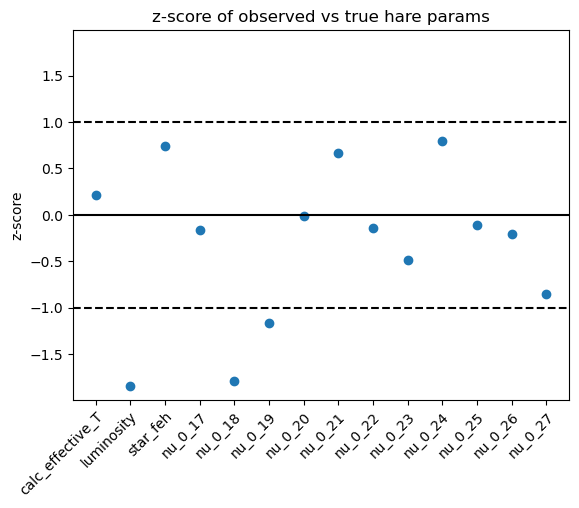 z-score of observed vs true hare params
z-score
1.5
1.0
0.5
0.0
−0.5
−1.0
−1.5
calc_effective_T
luminosity
star_feh
nu_0_17
nu_0_18
nu_0_19
nu_0_20
nu_0_21
nu_0_22
nu_0_23
nu_0_24
nu_0_25
nu_0_26
nu_0_27